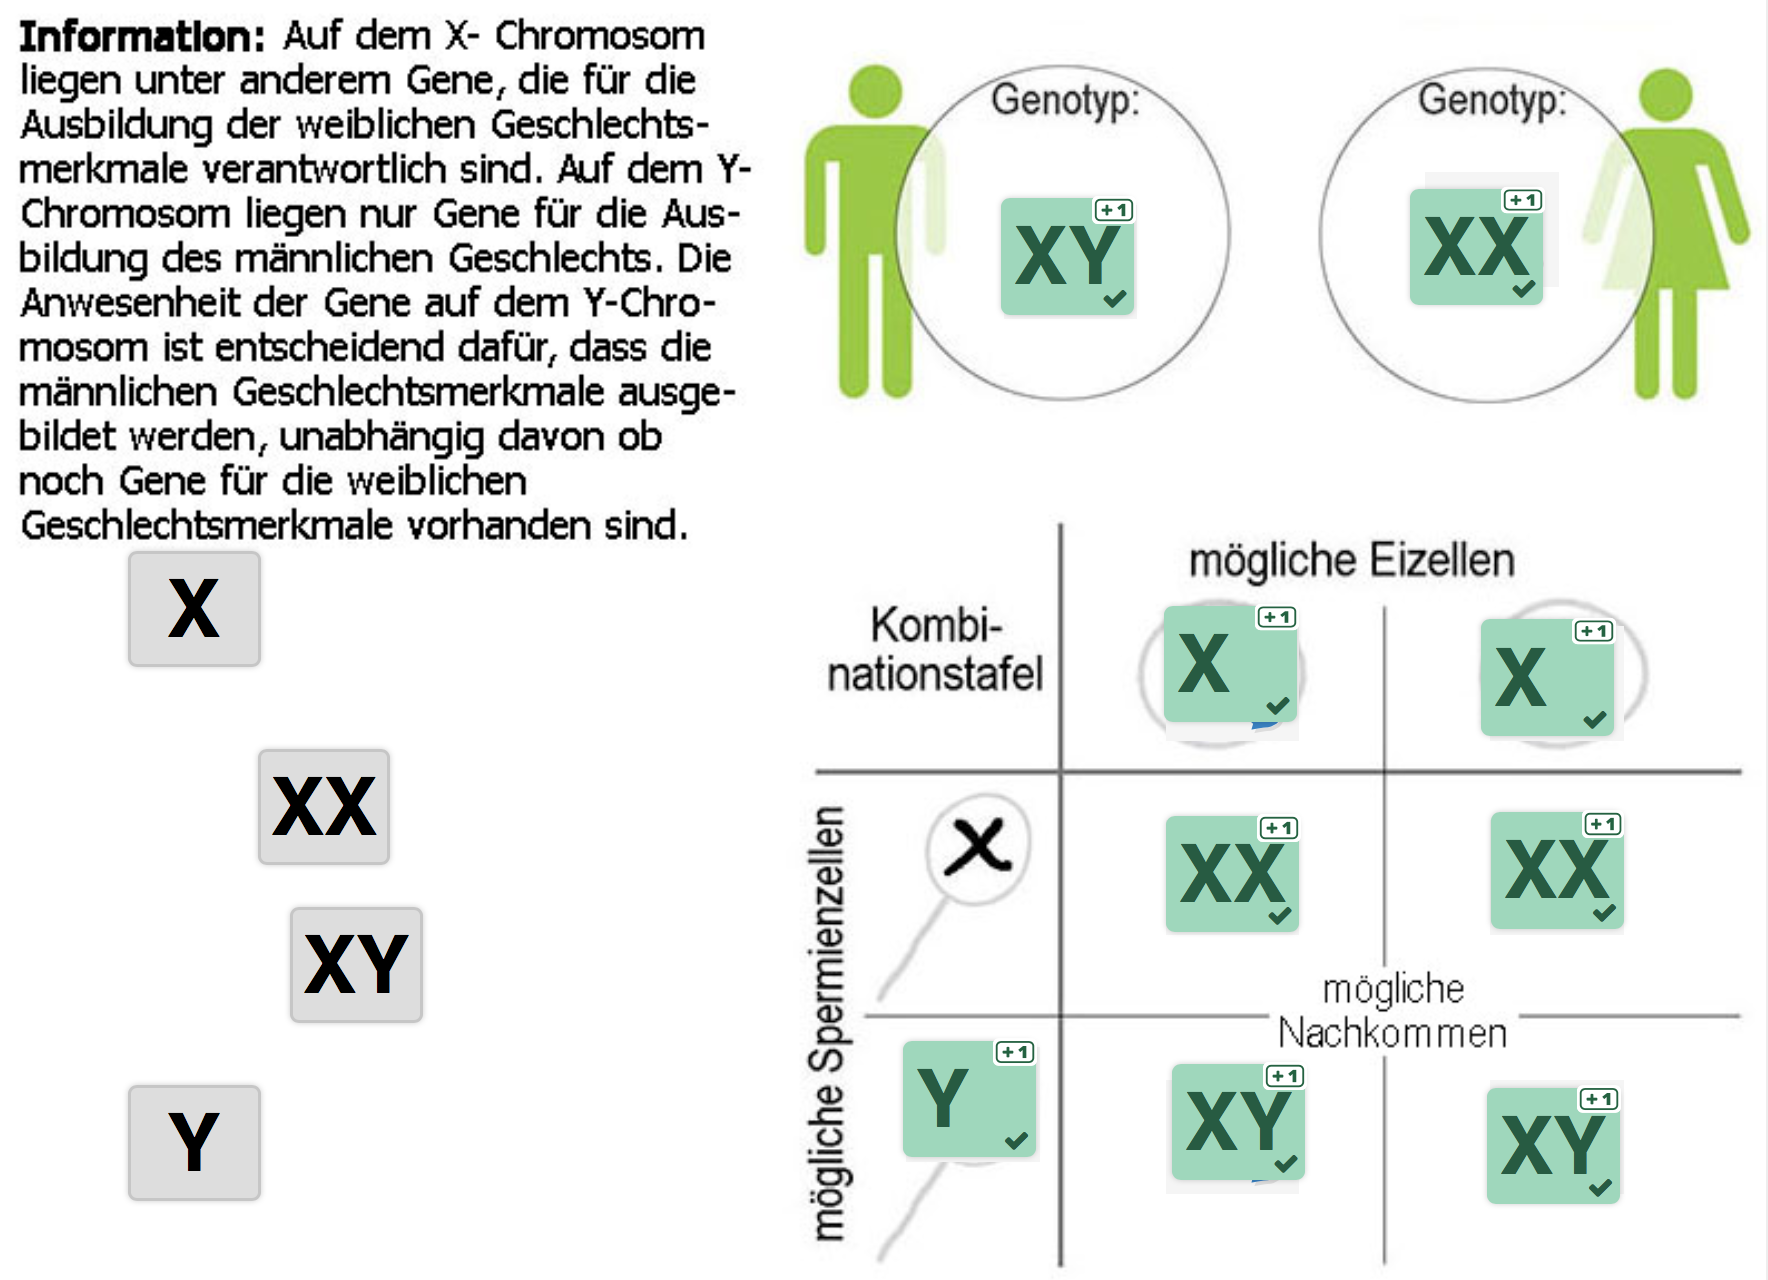 Information: Auf dem X- Chromosom
liegen unter anderem Gene, die für die
Ausbildung der weiblichen Geschlechts-
merkmale verantwortlich sind. Auf dem Y-
Chromosom liegen nur Gene für die Aus-
bildung des männlichen Geschlechts. Die
Anwesenheit der Gene auf dem Y-Chro-
mosom ist entscheidend dafür, dass die
männlichen Geschlechtsmerkmale ausge-
bildet werden, unabhängig davon ob
noch Gene für die weiblichen
Geschlechtsmerkmale vorhanden sind.
X
XX
XY
Y
Genotyp:
+1
XY
Genotyp:
+1
XX
Kombi-
nationstafel
mögliche Eizellen
+1
X
+1
X
mögliche Spermienzellen
X
+1
XX
+1
XX
mögliche
Nachkommen
+1
Y
+1
XY
+1
XY